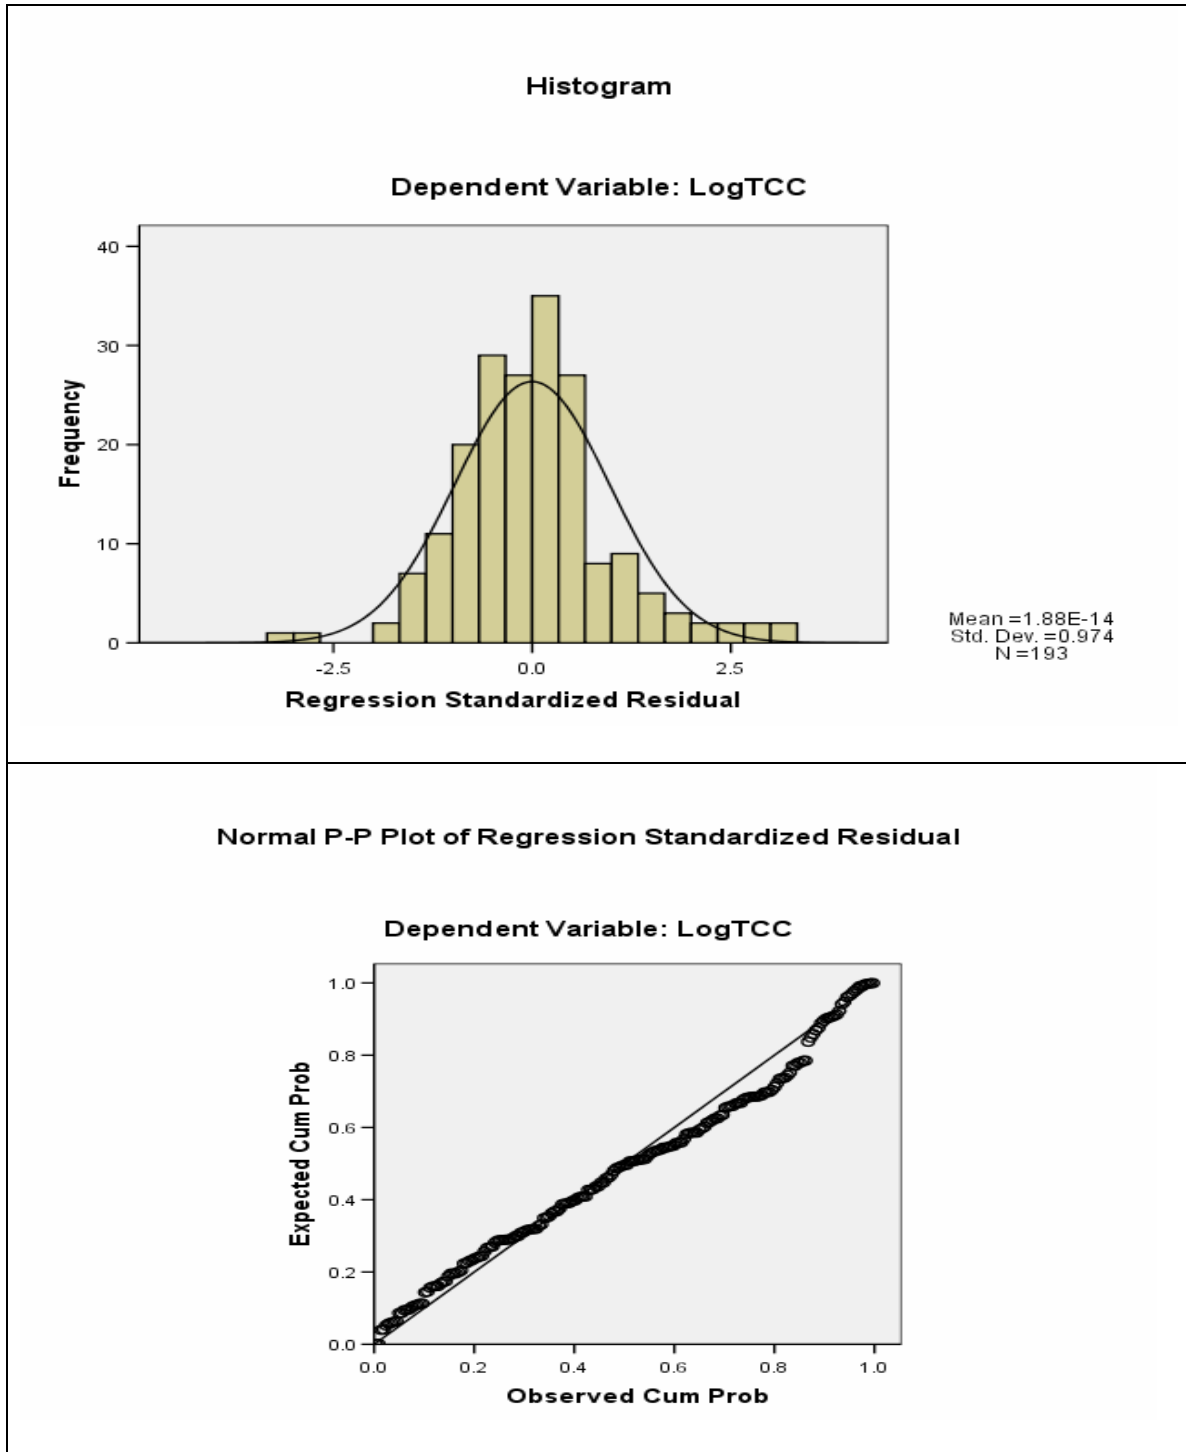 Histogram
Dependent Variable: LogTCC
40
30
20
10
0
Frequency
-2.5 0.0 2.5
Regression Standardized Residual
Mean =1.88E-14
Std. Dev. =0.974
N =193
Normal P-P Plot of Regression Standardized Residual
Dependent Variable: LogTCC
1.0
0.8
0.6
0.4
0.2
0.0
Expected Cum Prob
0.0 0.2 0.4 0.6 0.8 1.0
Observed Cum Prob